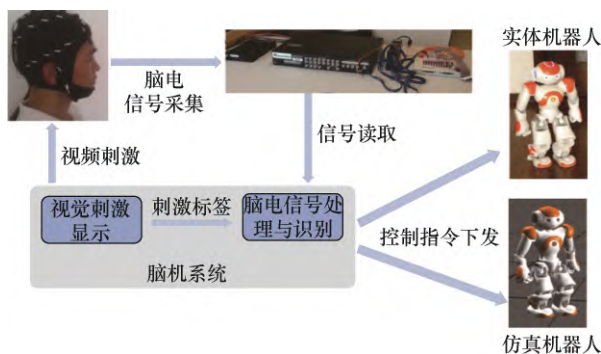 实体机器人
脑电
信号采集
视频刺激
信号读取
视觉刺激
显示
刺激标签
脑电信号处
理与识别
控制指令下发
脑机系统
仿真机器人